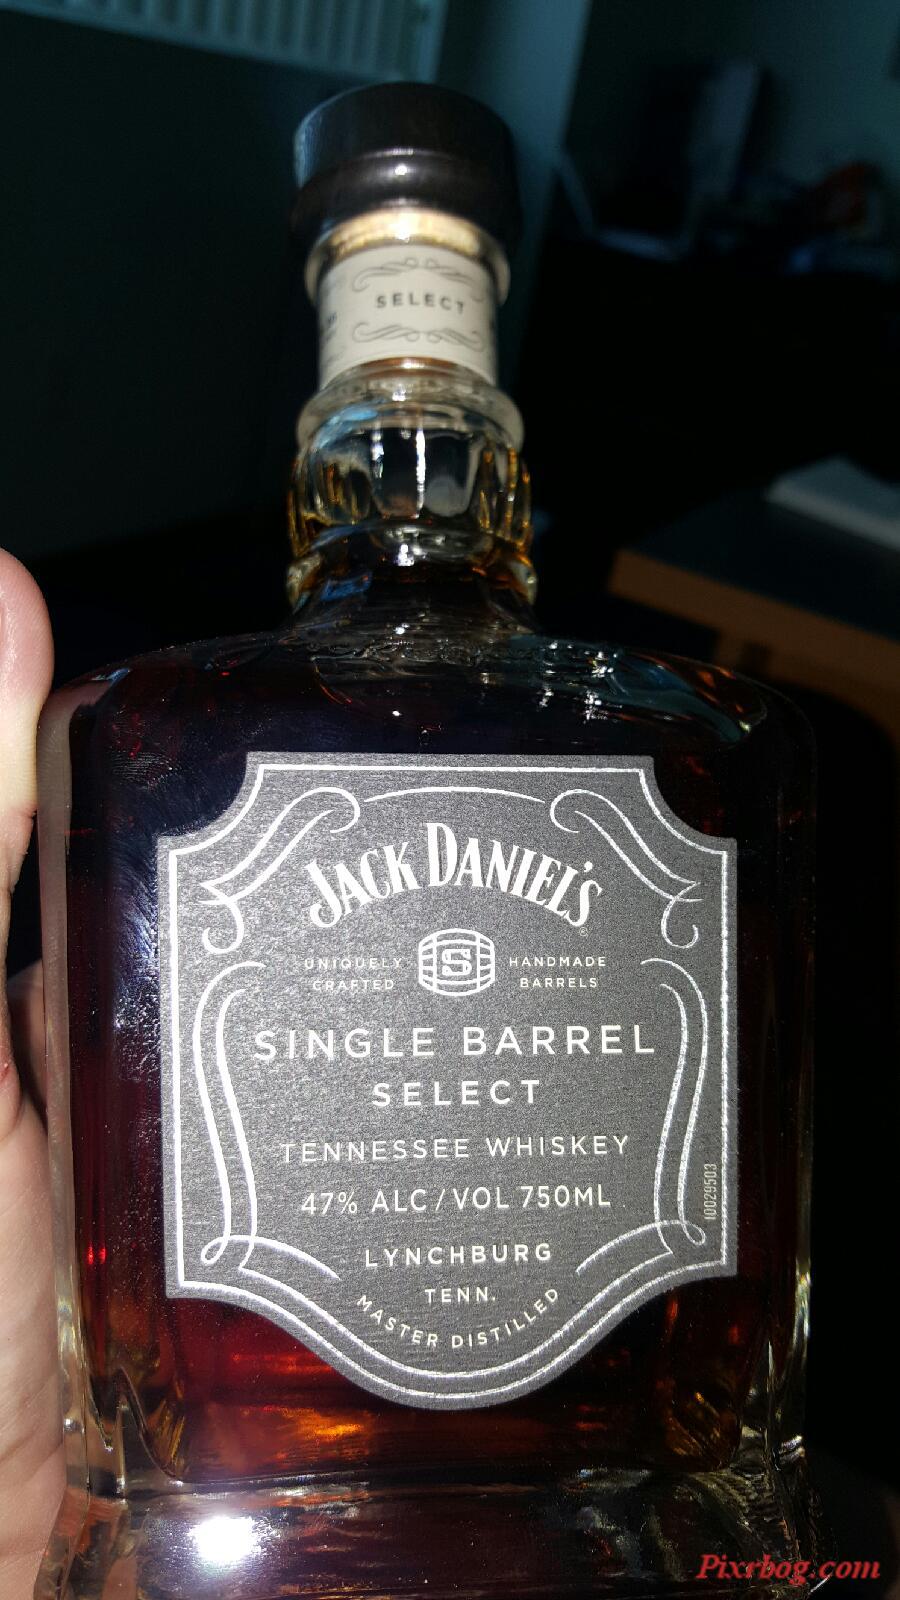 SELECT
JACK DANIEL'S
®
UNIQUELY CRAFTED
S
HANDMADE BARRELS
SINGLE BARREL
SELECT
TENNESSEE WHISKEY
47% ALC/VOL 750ML
LYNCHBURG
TENN.
MASTER DISTILLED
10029503
Pixrbog.com